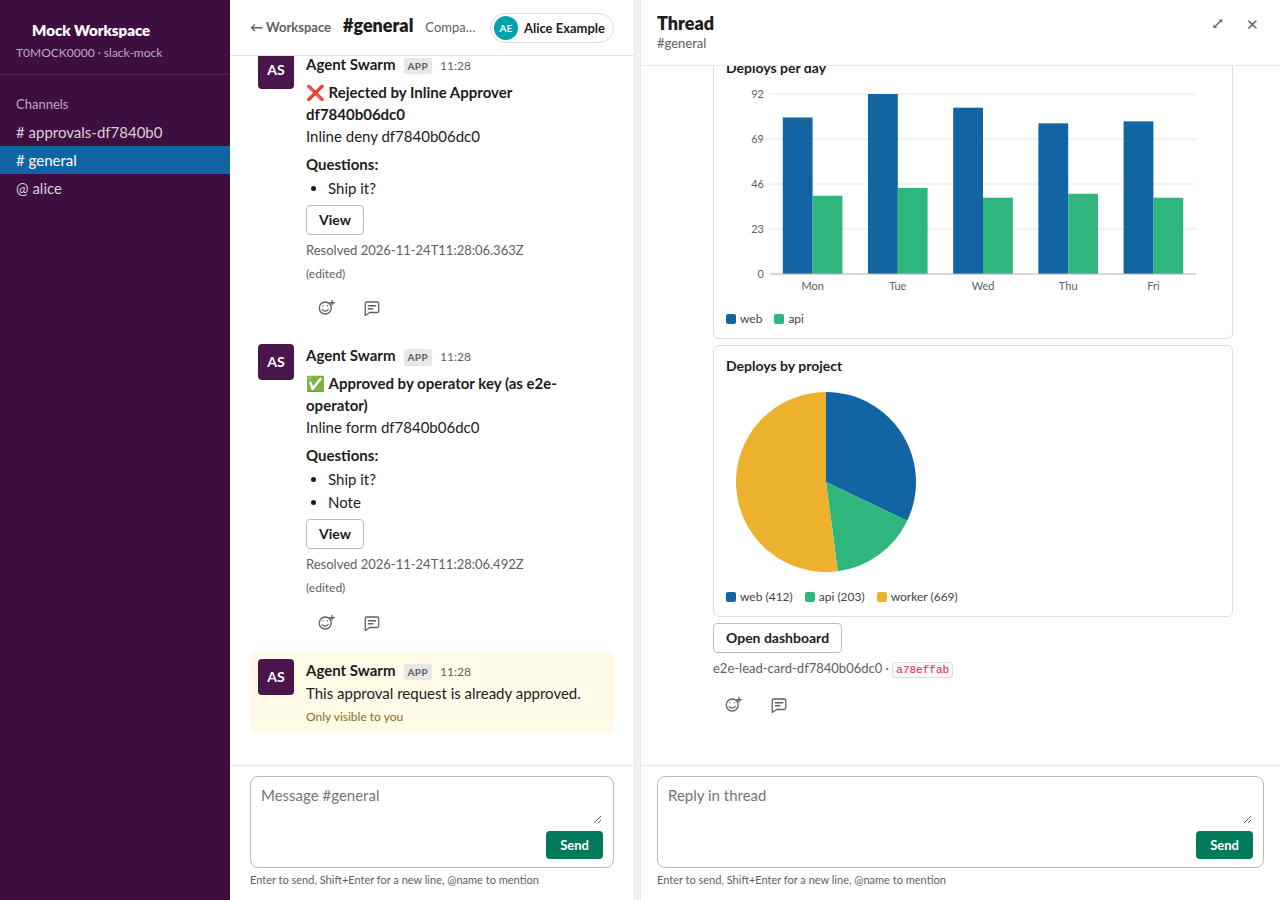 Mock Workspace
T0MOCK0000 · slack-mock
Channels
# approvals-df7840b0
# general
@ alice
← Workspace
#general
Compa...
AE
Alice Example
AS
Agent Swarm APP 11:28
❌ Rejected by Inline Approver
df7840b06dc0
Inline deny df7840b06dc0
Questions:
• Ship it?
View
Resolved 2026-11-24T11:28:06.363Z
(edited)
AS
Agent Swarm APP 11:28
✅ Approved by operator key (as e2e-
operator)
Inline form df7840b06dc0
Questions:
• Ship it?
• Note
View
Resolved 2026-11-24T11:28:06.492Z
(edited)
AS
Agent Swarm APP 11:28
This approval request is already approved.
Only visible to you
Message #general
Send
Enter to send, Shift+Enter for a new line, @name to mention
Thread
#general
Deploys per day
92
69
46
23
0
Mon Tue Wed Thu Fri
web api
Deploys by project
web (412) api (203) worker (669)
Open dashboard
e2e-lead-card-df7840b06dc0 · a78effab
Reply in thread
Send
Enter to send, Shift+Enter for a new line, @name to mention